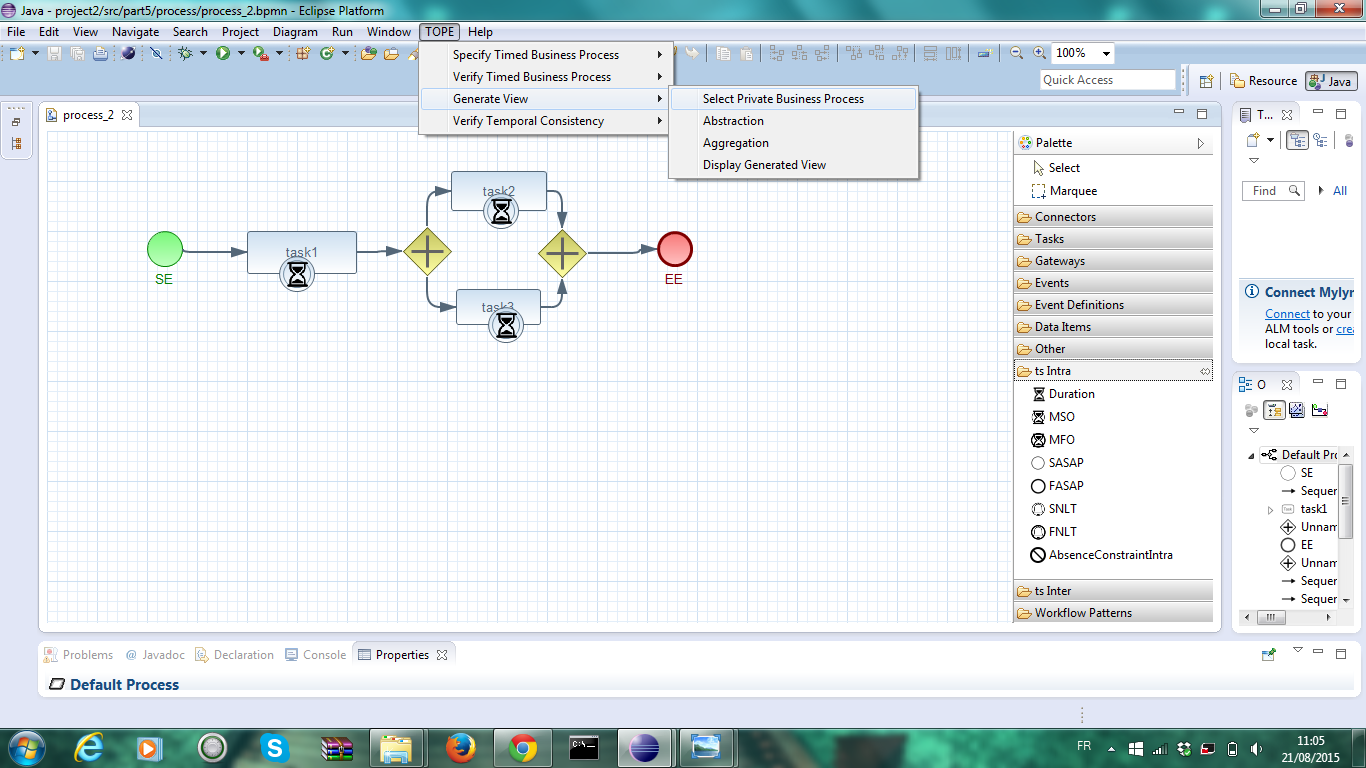 Java - project2/src/part5/process/process_2.bpmn - Eclipse Platform
File Edit View Navigate Search Project Diagram Run Window TOPE Help
Specify Timed Business Process
Verify Timed Business Process
Generate View
Verify Temporal Consistency
Select Private Business Process
Abstraction
Aggregation
Display Generated View
100%
Quick Access
Resource
Java
process_2
SE
task1
task2
task3
EE
Palette
Select
Marquee
Connectors
Tasks
Gateways
Events
Event Definitions
Data Items
Other
ts Intra
Duration
MSO
MFO
SASAP
FASAP
SNLT
FNLT
AbsenceConstraintIntra
ts Inter
Workflow Patterns
T...
Find
All
Connect Mylyr
Connect to your
ALM tools or crea
local task.
O
Default Prc
SE
Sequer
task1
Unnam
EE
Unnam
Sequer
Sequer
Problems @ Javadoc Declaration Console Properties
Default Process
FR
11:05
21/08/2015